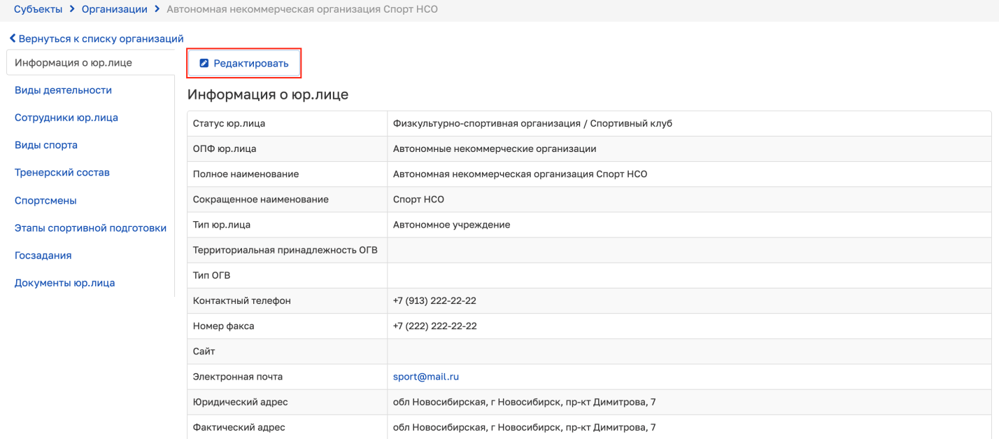 Субъекты > Организации > Автономная некоммерческая организация Спорт НСО
Вернуться к списку организаций
Информация о юр.лице
Виды деятельности
Сотрудники юр.лица
Виды спорта
Тренерский состав
Спортсмены
Этапы спортивной подготовки
Госзадания
Документы юр.лица
Редактировать
Информация о юр.лице
Статус юр.лица Физкультурно-спортивная организация / Спортивный клуб
ОПФ юр.лица Автономные некоммерческие организации
Полное наименование Автономная некоммерческая организация Спорт НСО
Сокращенное наименование Спорт НСО
Тип юр.лица Автономное учреждение
Территориальная принадлежность ОГВ
Тип ОГВ
Контактный телефон +7 (913) 222-22-22
Номер факса +7 (222) 222-22-22
Сайт
Электронная почта sport@mail.ru
Юридический адрес обл Новосибирская, г Новосибирск, пр-кт Димитрова, 7
Фактический адрес обл Новосибирская, г Новосибирск, пр-кт Димитрова, 7